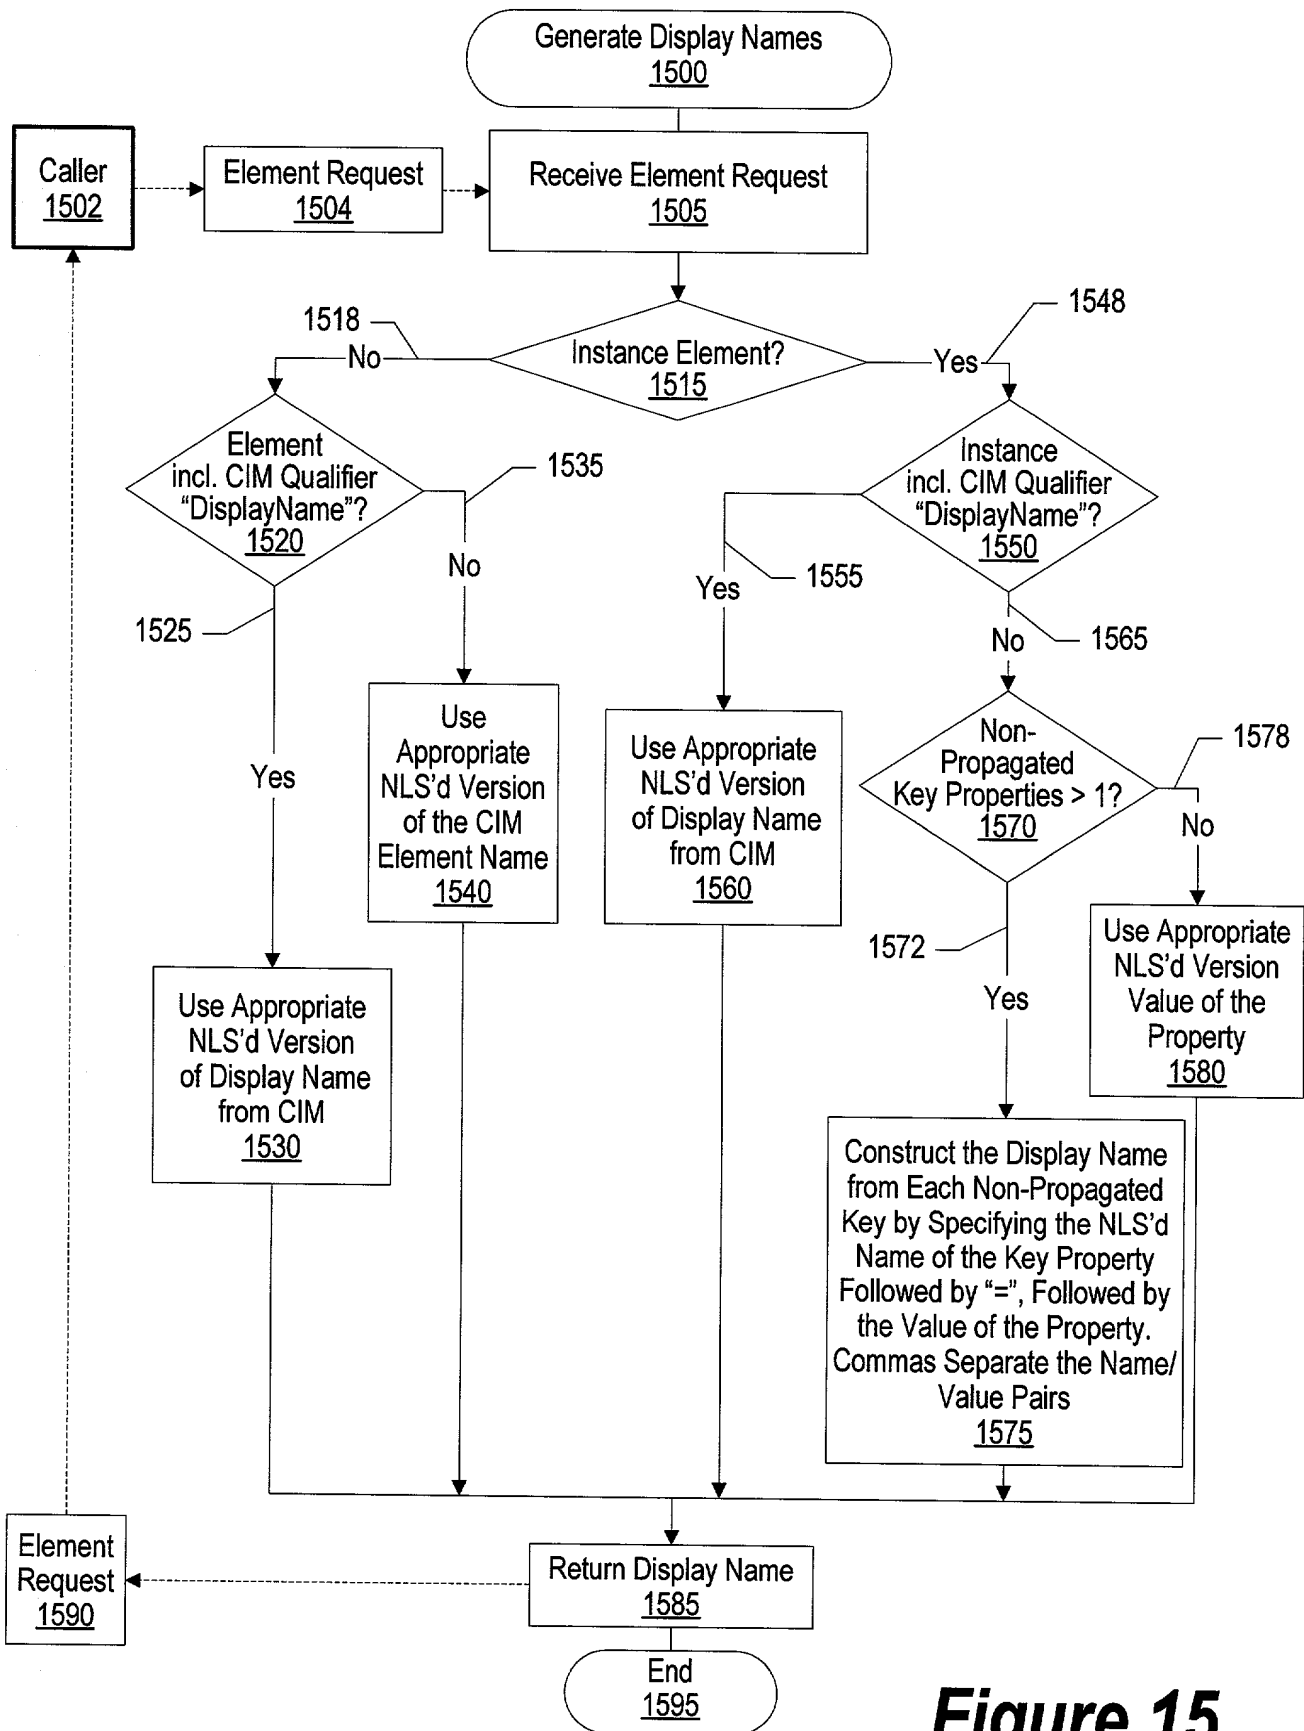 Generate Display Names
1500
Caller
1502
Element Request
1504
Receive Element Request
1505
1518
1548
No
Instance Element?
1515
Yes
Element
incl. CIM Qualifier
“DisplayName”?
1520
1535
No
Instance
incl. CIM Qualifier
“DisplayName”?
1550
Yes
1555
1525
No
1565
Yes
Use
Appropriate
NLS’d Version
of the CIM
Element Name
1540
Use Appropriate
NLS’d Version
of Display Name
from CIM
1560
Non-
Propagated
Key Properties > 1?
1570
1578
No
1572
Yes
Use Appropriate
NLS’d Version
Value of the
Property
1580
Use Appropriate
NLS’d Version
of Display Name
from CIM
1530
Construct the Display Name
from Each Non-Propagated
Key by Specifying the NLS’d
Name of the Key Property
Followed by “=”, Followed by
the Value of the Property.
Commas Separate the Name/
Value Pairs
1575
Element
Request
1590
Return Display Name
1585
End
1595
Figure 15